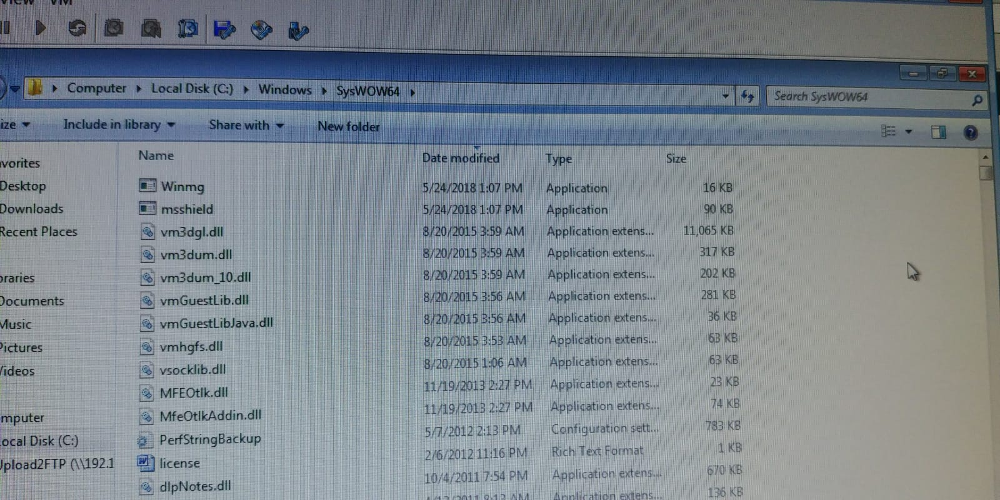 View VM
Computer Local Disk (C:) Windows SysWOW64
Search SysWOW64
ize Include in library Share with New folder
Name Date modified Type Size
vorites
Desktop
Downloads
Recent Places
braries
Documents
Music
Pictures
Videos
mputer
ocal Disk (C:)
Upload2FTP (\\192.1
Winmg 5/24/2018 1:07 PM Application 16 KB
msshield 5/24/2018 1:07 PM Application 90 KB
vm3dgl.dll 8/20/2015 3:59 AM Application extens... 11,065 KB
vm3dum.dll 8/20/2015 3:59 AM Application extens... 317 KB
vm3dum_10.dll 8/20/2015 3:59 AM Application extens... 202 KB
vmGuestLib.dll 8/20/2015 3:56 AM Application extens... 281 KB
vmGuestLibJava.dll 8/20/2015 3:56 AM Application extens... 36 KB
vmhgfs.dll 8/20/2015 3:53 AM Application extens... 63 KB
vsocklib.dll 8/20/2015 1:06 AM Application extens... 63 KB
MFEOtlk.dll 11/19/2013 2:27 PM Application extens... 23 KB
MfeOtlkAddin.dll 11/19/2013 2:27 PM Application extens... 74 KB
PerfStringBackup 5/7/2012 2:13 PM Configuration sett... 783 KB
license 2/6/2012 11:16 PM Rich Text Format 1 KB
dlpNotes.dll 10/4/2011 7:54 PM Application extens... 670 KB
Application extens... 136 KB